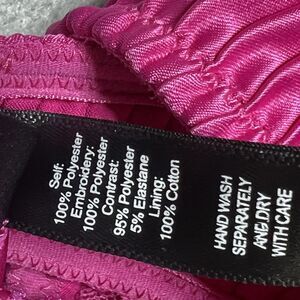 Self:
100% Polyester
Embroidery:
100% Polyester
Contrast:
95% Polyester
5% Elastane
Lining:
100% Cotton
HAND WASH
SEPARATELY
AND DRY
WITH CARE